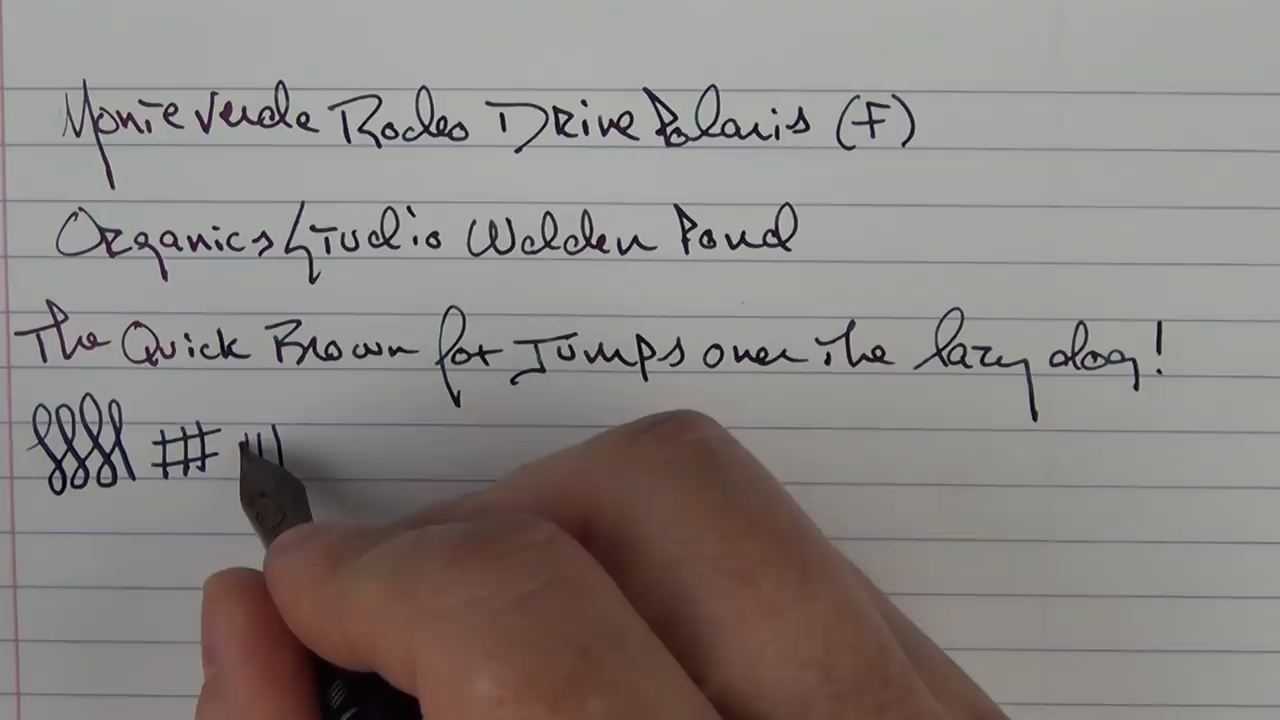 Monteverde Rodeo Drive Polaris (F)
Organics Studio Walden Pond
The Quick Brown fox Jumps over The lazy dog!